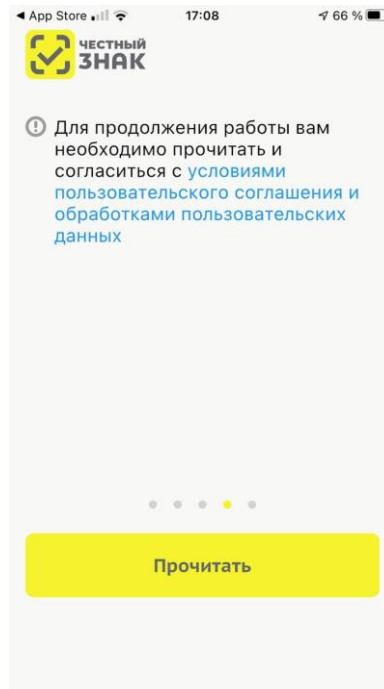 ◀ App Store 17:08 66 %
ЧЕСТНЫЙ
ЗНАК
Для продолжения работы вам
необходимо прочитать и
согласиться с условиями
пользовательского соглашения и
обработками пользовательских
данных
Прочитать